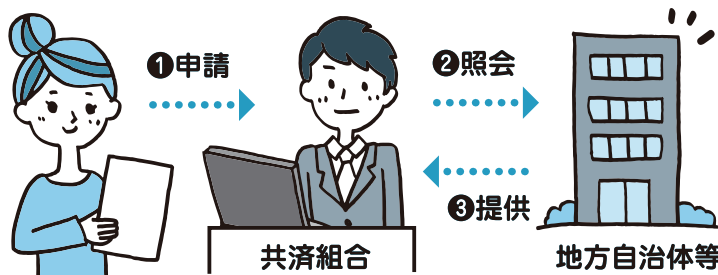 ❶申請
❷照会
❸提供
共済組合
地方自治体等